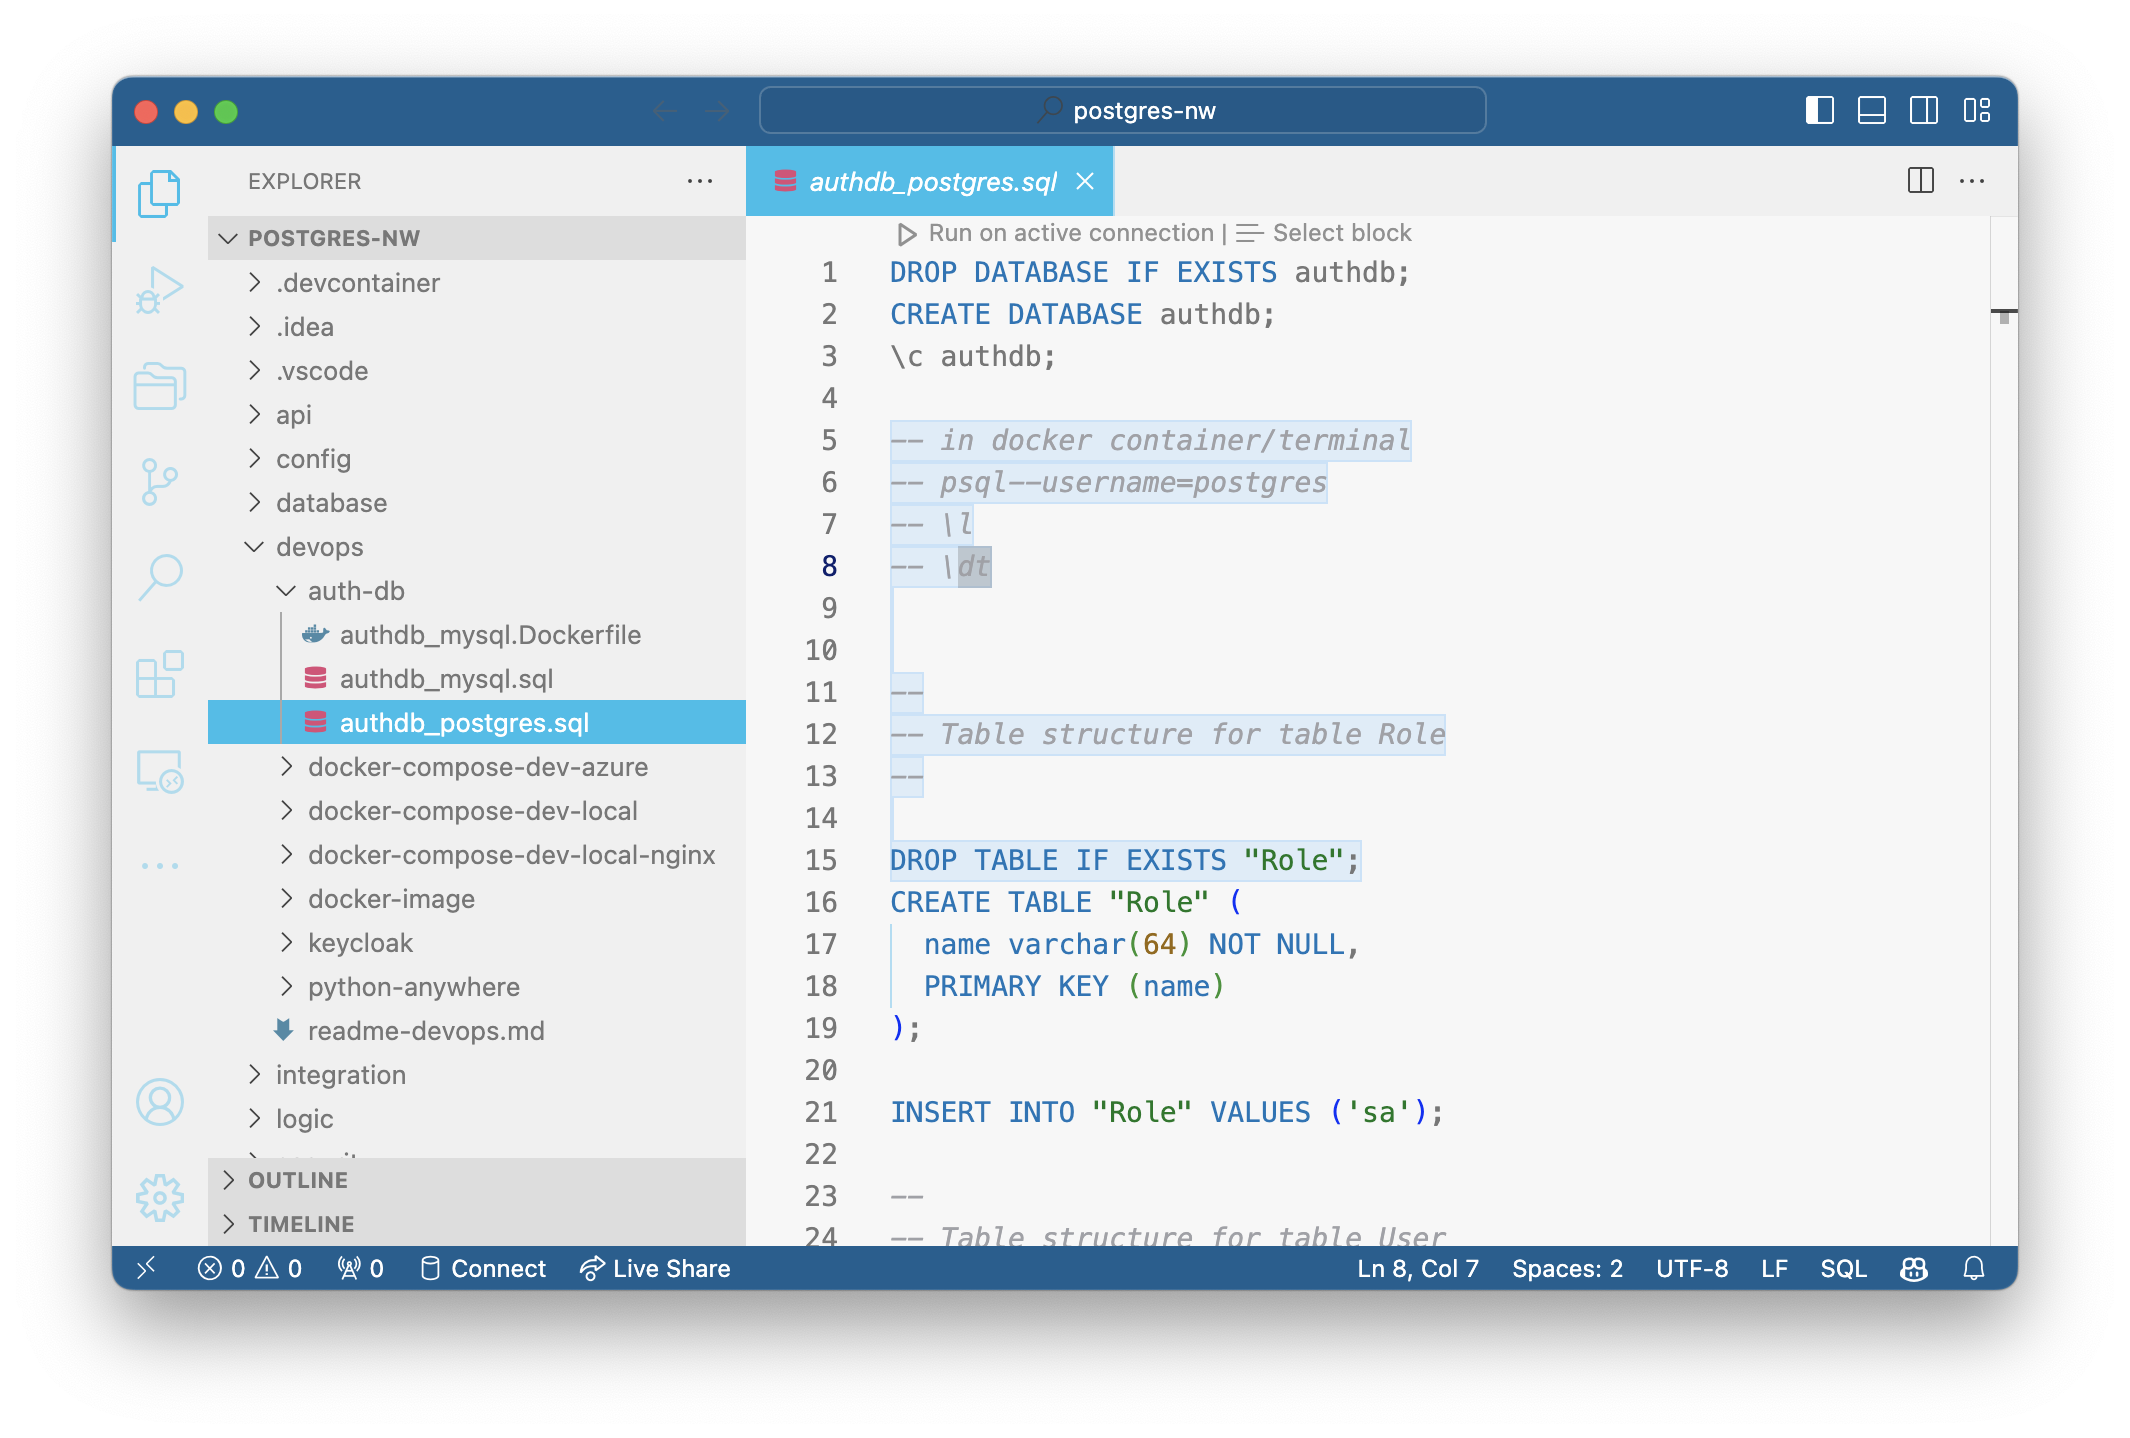 postgres-nw
EXPLORER
POSTGRES-NW
.devcontainer
.idea
.vscode
api
config
database
devops
auth-db
authdb_mysql.Dockerfile
authdb_mysql.sql
authdb_postgres.sql
docker-compose-dev-azure
docker-compose-dev-local
docker-compose-dev-local-nginx
docker-image
keycloak
python-anywhere
readme-devops.md
integration
logic
OUTLINE
TIMELINE
authdb_postgres.sql
Run on active connection | Select block
1 DROP DATABASE IF EXISTS authdb;
2 CREATE DATABASE authdb;
3 \c authdb;
4
5 -- in docker container/terminal
6 -- psql--username=postgres
7 -- \l
8 -- \dt
9
10
11 --
12 -- Table structure for table Role
13 --
14
15 DROP TABLE IF EXISTS "Role";
16 CREATE TABLE "Role" (
17 name varchar(64) NOT NULL,
18 PRIMARY KEY (name)
19 );
20
21 INSERT INTO "Role" VALUES ('sa');
22
23 --
24 -- Table structure for table User
0 0 0 Connect Live Share Ln 8, Col 7 Spaces: 2 UTF-8 LF SQL